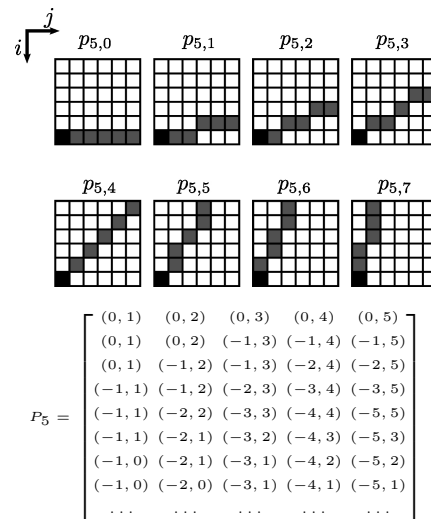 j
i
p5,0 p5,1 p5,2 p5,3
p5,4 p5,5 p5,6 p5,7
(0, 1) (0, 2) (0, 3) (0, 4) (0, 5)
(0, 1) (0, 2) (−1, 3) (−1, 4) (−1, 5)
(0, 1) (−1, 2) (−1, 3) (−2, 4) (−2, 5)
(−1, 1) (−1, 2) (−2, 3) (−3, 4) (−3, 5)
P5 = (−1, 1) (−2, 2) (−3, 3) (−4, 4) (−5, 5)
(−1, 1) (−2, 1) (−3, 2) (−4, 3) (−5, 3)
(−1, 0) (−2, 1) (−3, 1) (−4, 2) (−5, 2)
(−1, 0) (−2, 0) (−3, 1) (−4, 1) (−5, 1)
... ... ... ... ...